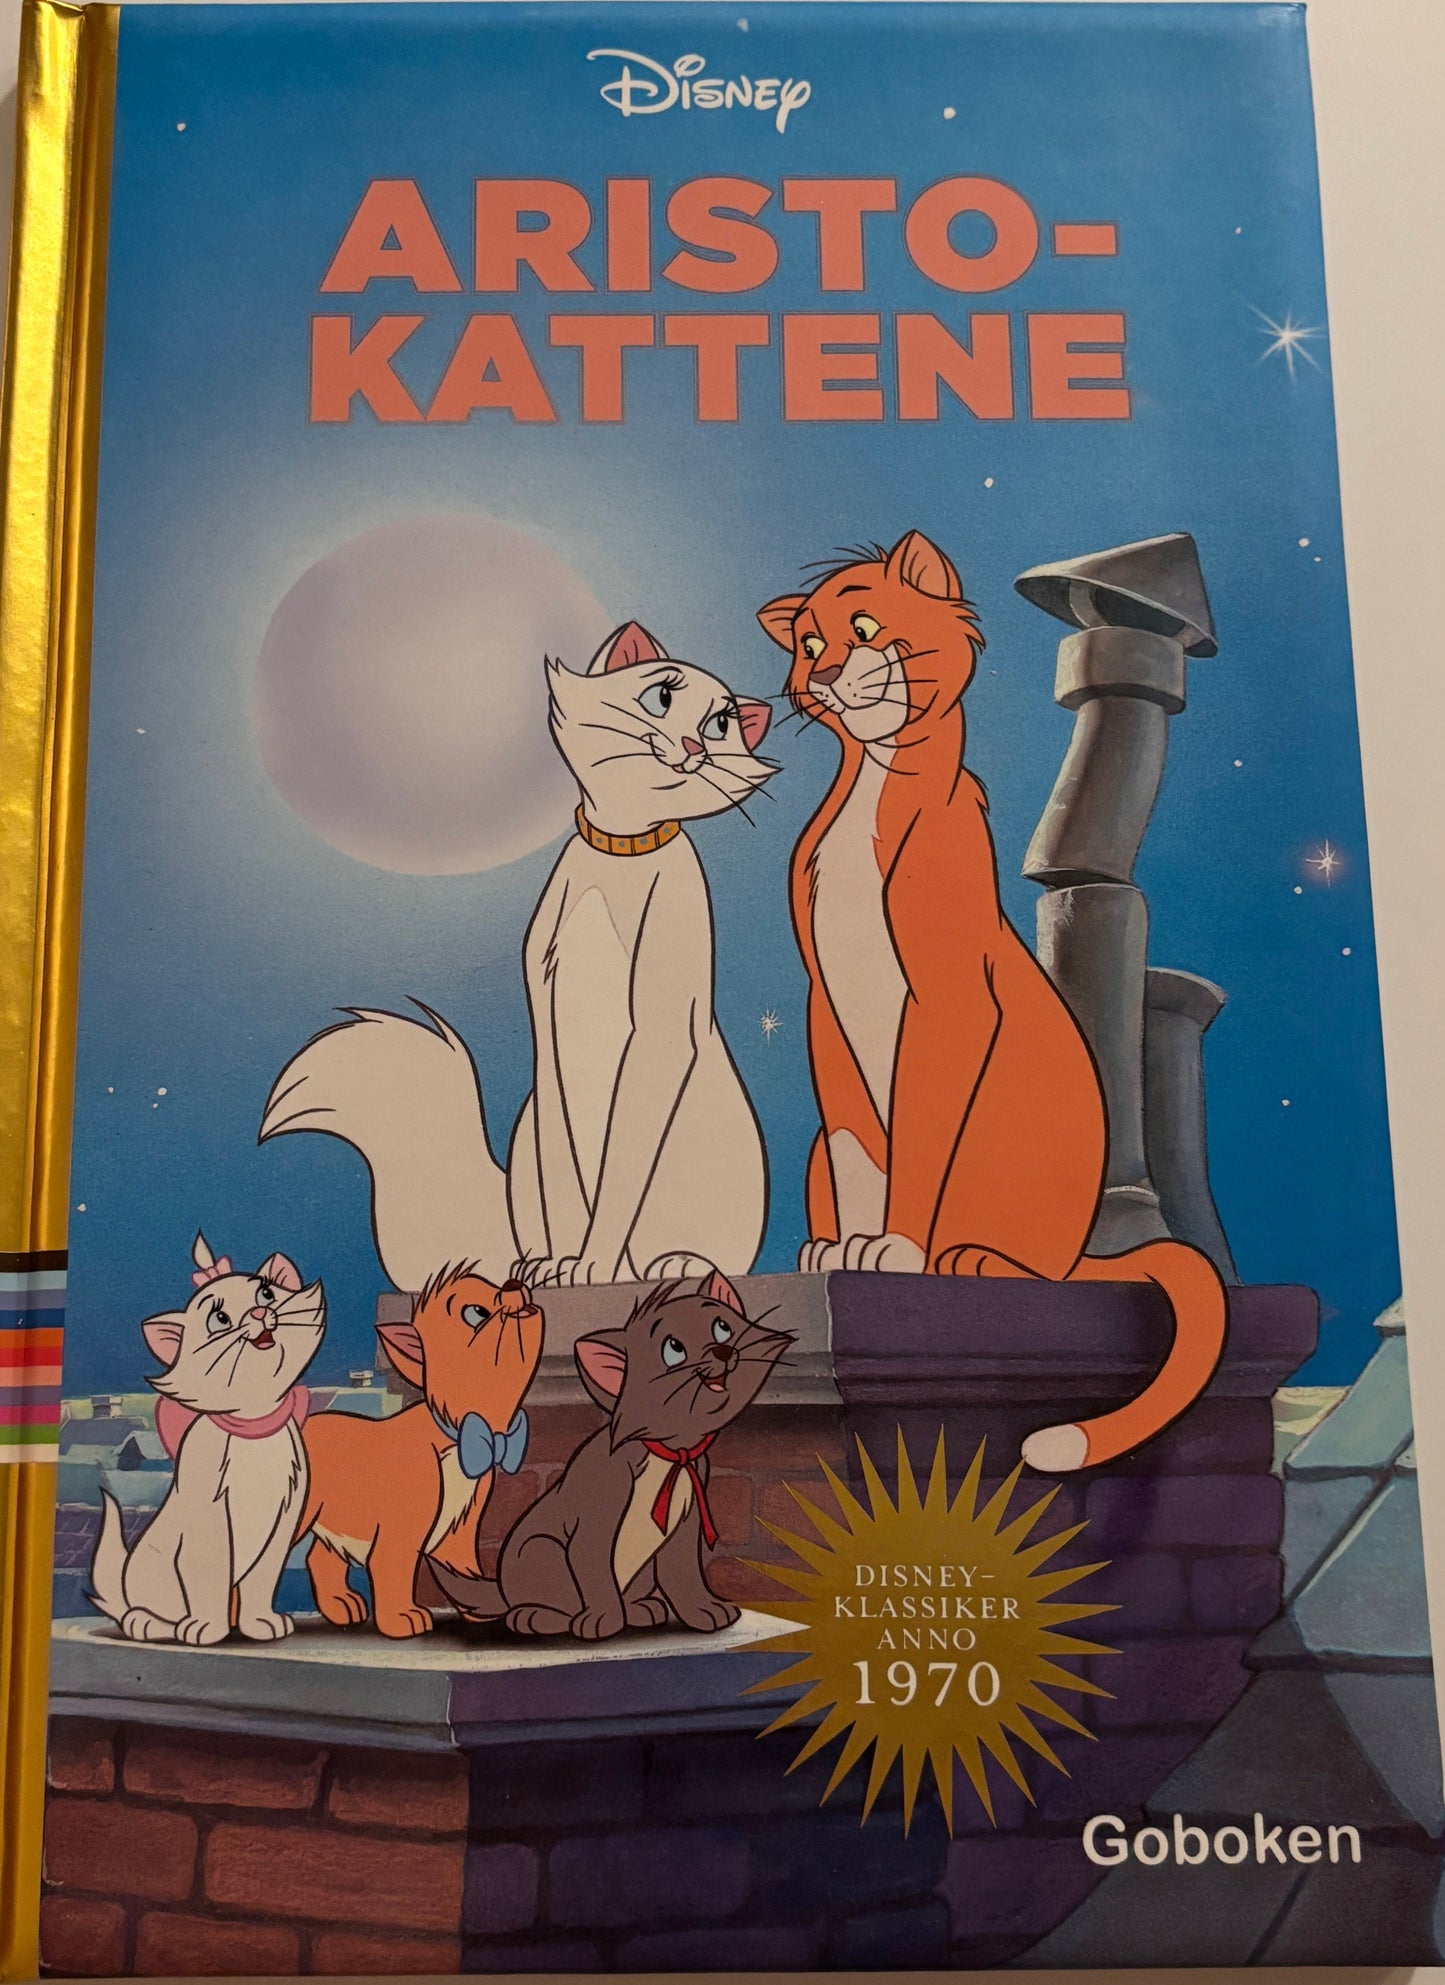 Disney
ARISTO-
KATTENE
DISNEY-
KLASSIKER
ANNO
1970
Goboken